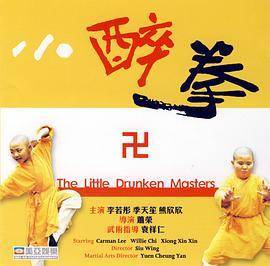 小醉拳
卍
The Little Drunken Masters
主演 李若彤 季天笙 熊欣欣
導演 蕭榮
武術指導 袁祥仁
Starring Carman Lee Willie Chi Xiong Xin Xin
Director Siu Wing
Martial Arts Director Yuen Cheung Yan